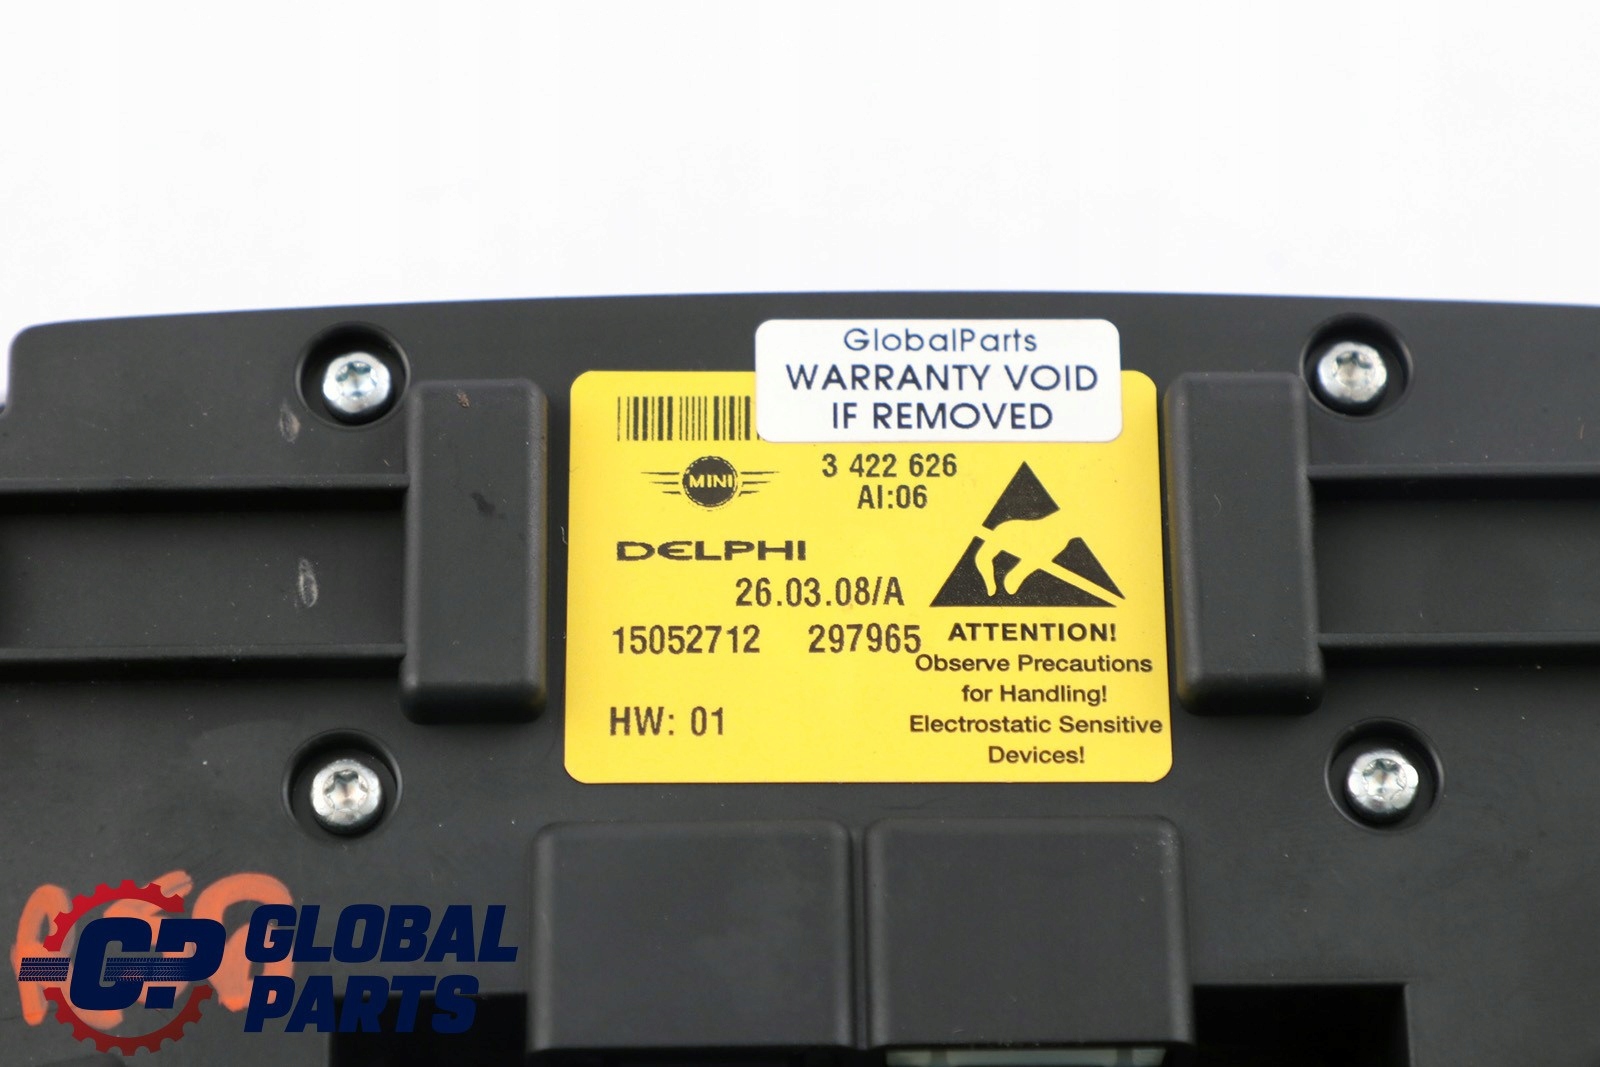 GlobalParts
WARRANTY VOID
IF REMOVED
MINI
3 422 626
AI:06
DELPHI
26.03.08/A
15052712 297965
HW: 01
ATTENTION!
Observe Precautions
for Handling!
Electrostatic Sensitive
Devices!
GP GLOBAL
PARTS